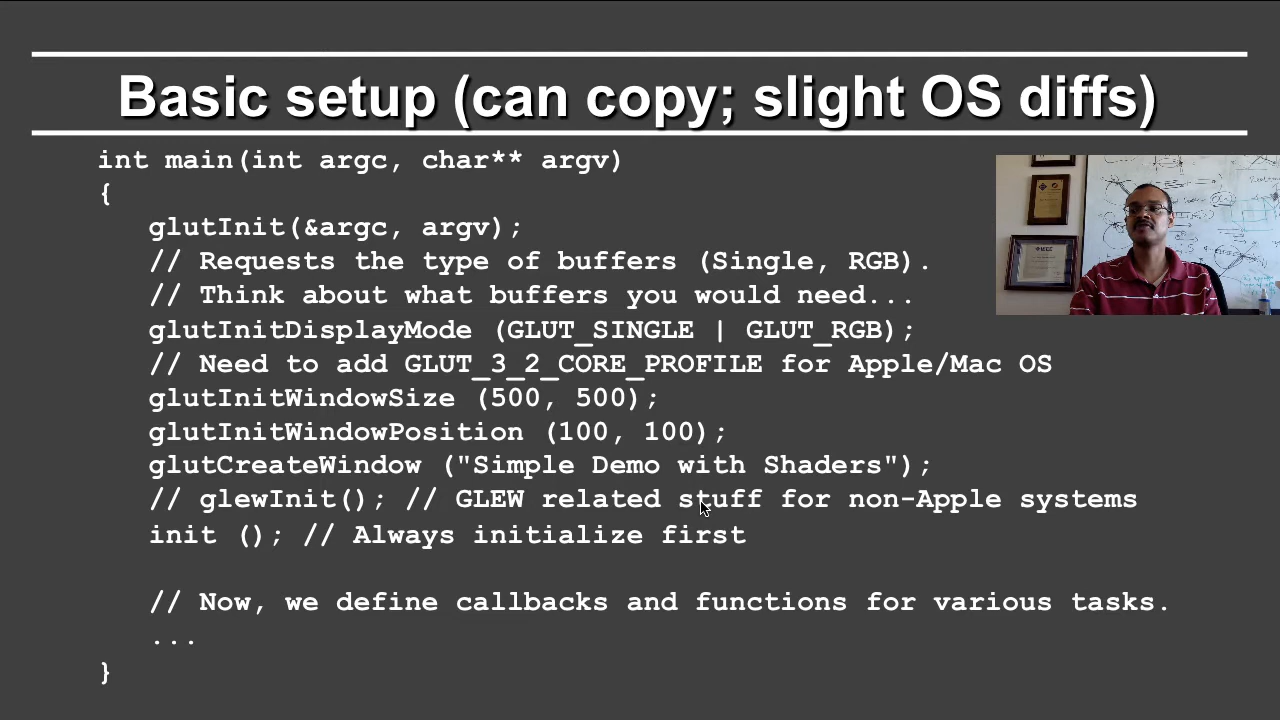 Basic setup (can copy; slight OS diffs)
int main(int argc, char** argv)
{
glutInit(&argc, argv);
// Requests the type of buffers (Single, RGB).
// Think about what buffers you would need...
glutInitDisplayMode (GLUT_SINGLE | GLUT_RGB);
// Need to add GLUT_3_2_CORE_PROFILE for Apple/Mac OS
glutInitWindowSize (500, 500);
glutInitWindowPosition (100, 100);
glutCreateWindow ("Simple Demo with Shaders");
// glewInit(); // GLEW related stuff for non-Apple systems
init (); // Always initialize first
// Now, we define callbacks and functions for various tasks.
...
}